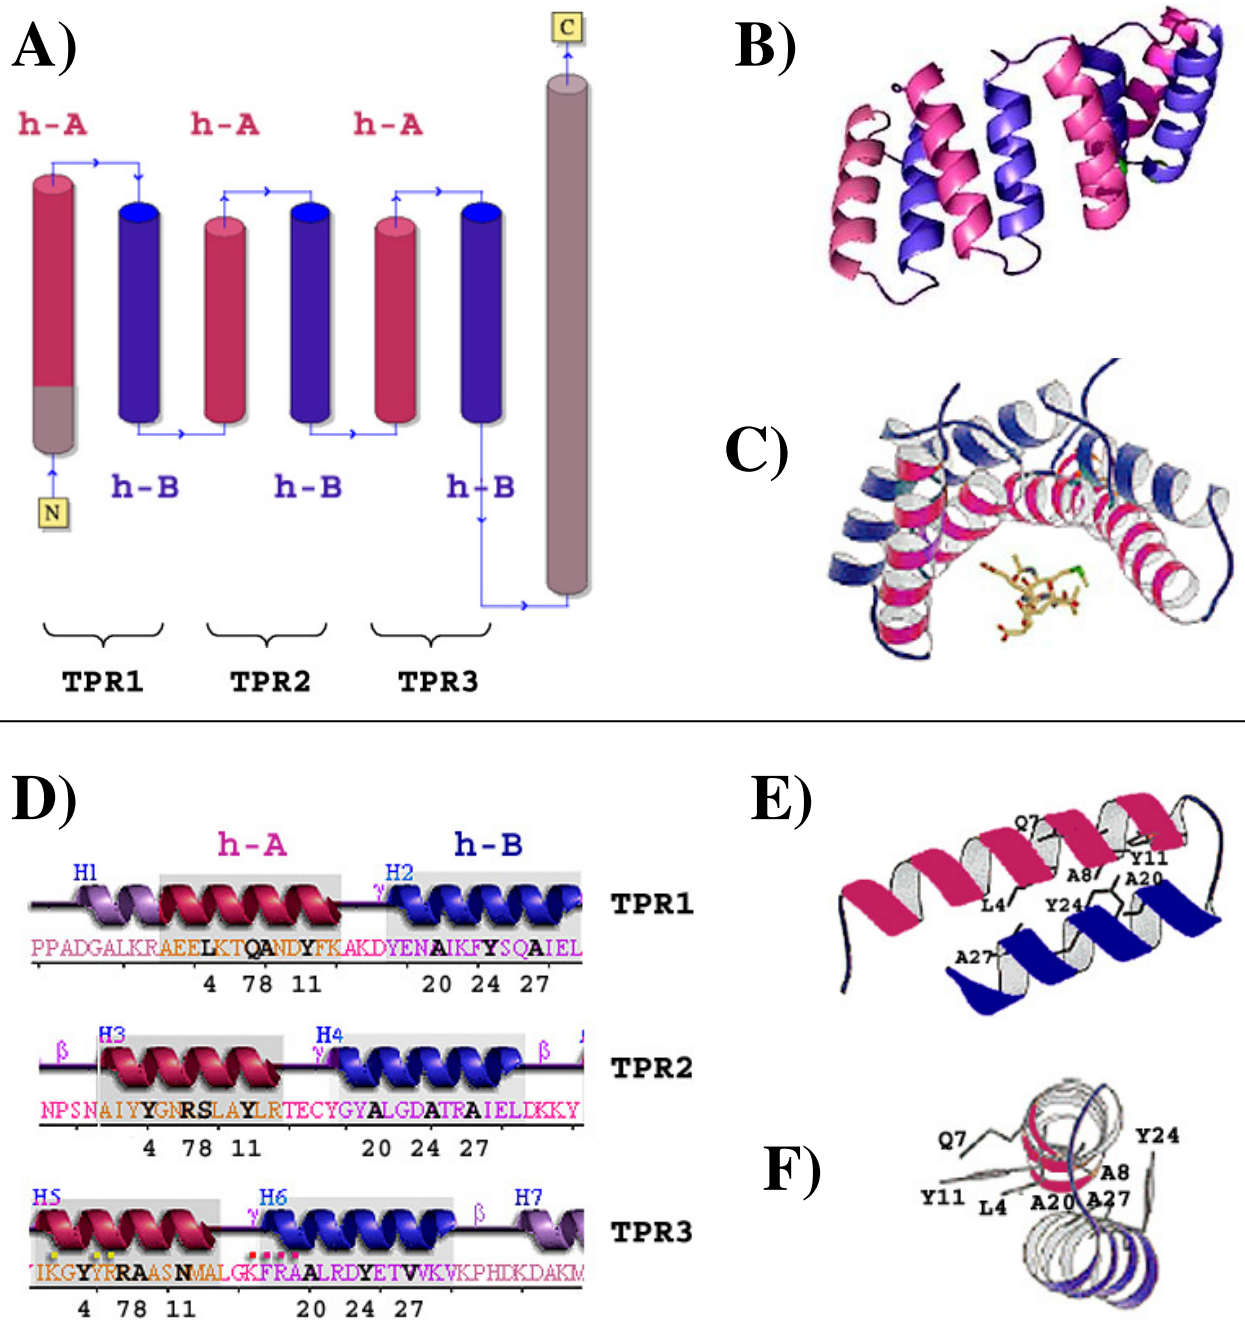 A)
C
h-A h-A h-A
h-B h-B h-B
N
TPR1 TPR2 TPR3
B)
C)
D)
h-A h-B
H1 H2
γ
TPR1
PPADGALKRAEELKTQANDYFKAKDYENAIKFYSQAIEL
4 78 11 20 24 27
H3 H4
β γ β
TPR2
NPSNAIYYGNRSLAYLRTECYGYALGDATRAIELDKKY
4 78 11 20 24 27
H5 H6 H7
γ β
TPR3
IKGYYRRAASNMALGKFRAALRDYETVVKVKPHDKDAKM
4 78 11 20 24 27
E)
Q7
Y11
A8 A20
L4 Y24
A27
F)
Q7 Y24
A8
Y11 L4 A20 A27